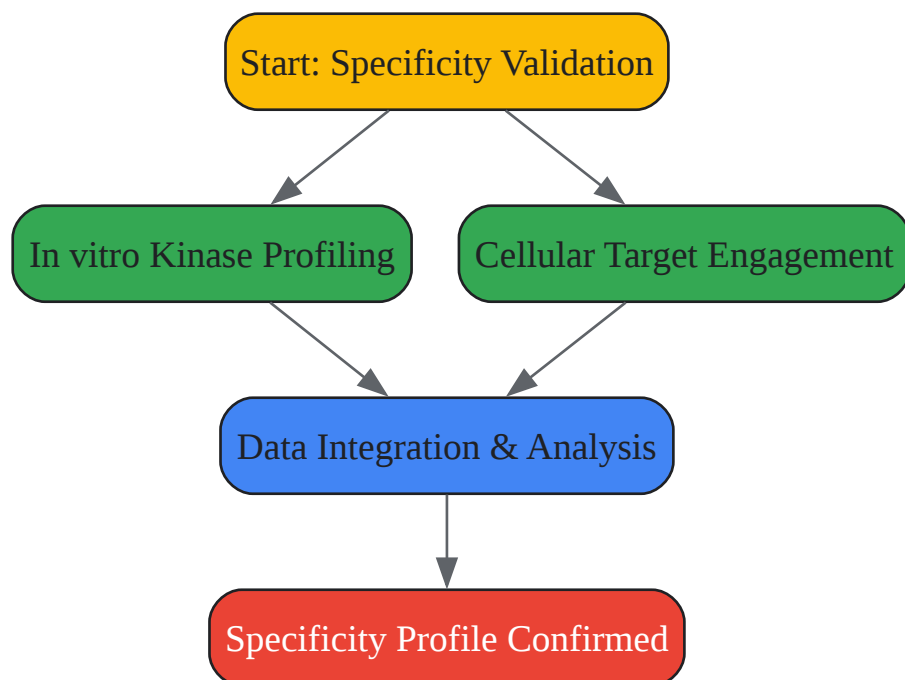 Start: Specificity Validation
In vitro Kinase Profiling
Cellular Target Engagement
Data Integration & Analysis
Specificity Profile Confirmed